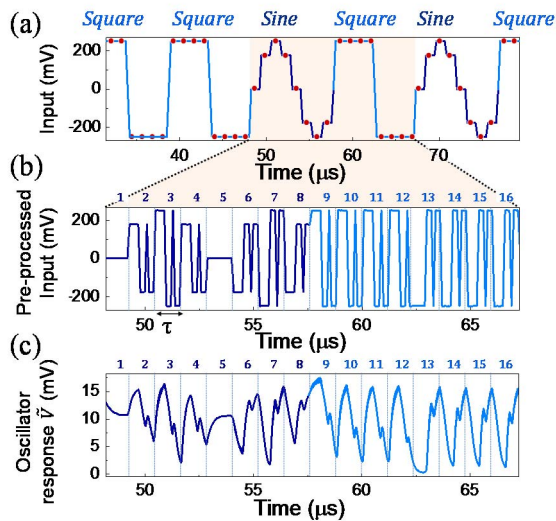 (a)
Square Square Sine Square Sine Square
Input (mV)
200
0
-200
40 50 60 70
Time (μs)
(b)
1 2 3 4 5 6 7 8 9 10 11 12 13 14 15 16
Pre-processed
Input (mV)
200
0
200
50 55 60 65
τ
Time (μs)
(c)
1 2 3 4 5 6 7 8 9 10 11 12 13 14 15 16
Oscillator
response ṽ (mV)
15
10
5
0
50 55 60 65
Time (μs)